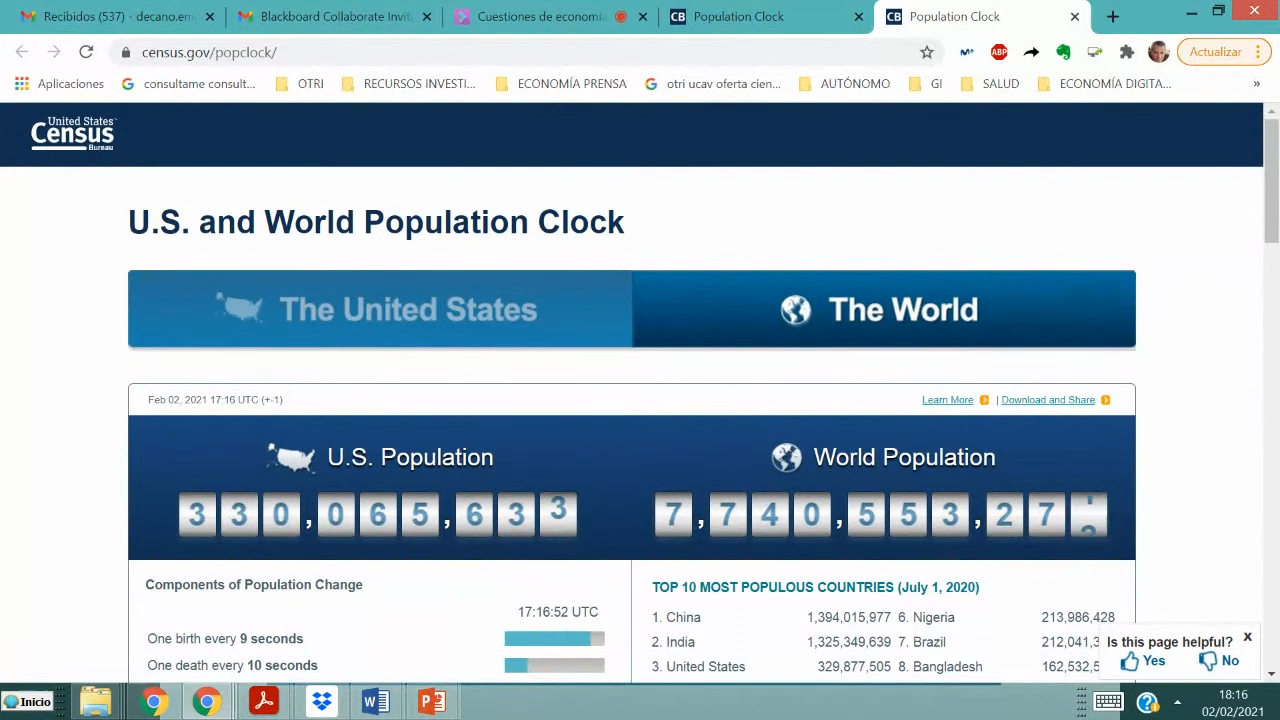 Recibidos (537) - decano.em
Blackboard Collaborate Invit
Cuestiones de economía
Population Clock
Population Clock
census.gov/popclock/
ABP
Actualizar
Aplicaciones
consultame consult...
OTRI
RECURSOS INVESTI...
ECONOMÍA PRENSA
otri ucav oferta cien...
AUTÓNOMO
GI
SALUD
ECONOMÍA DIGITA...
»
United States
Census
Bureau
U.S. and World Population Clock
The United States
The World
Feb 02, 2021 17:16 UTC (+-1)
Learn More | Download and Share
U.S. Population
World Population
330,065,633
7,740,553,27
Components of Population Change
17:16:52 UTC
One birth every 9 seconds
One death every 10 seconds
TOP 10 MOST POPULOUS COUNTRIES (July 1, 2020)
1. China 1,394,015,977 6. Nigeria 213,986,428
2. India 1,325,349,639 7. Brazil 212,041,3
3. United States 329,877,505 8. Bangladesh 162,532,5
Is this page helpful? x
Yes No
Inicio
18:16
02/02/2021